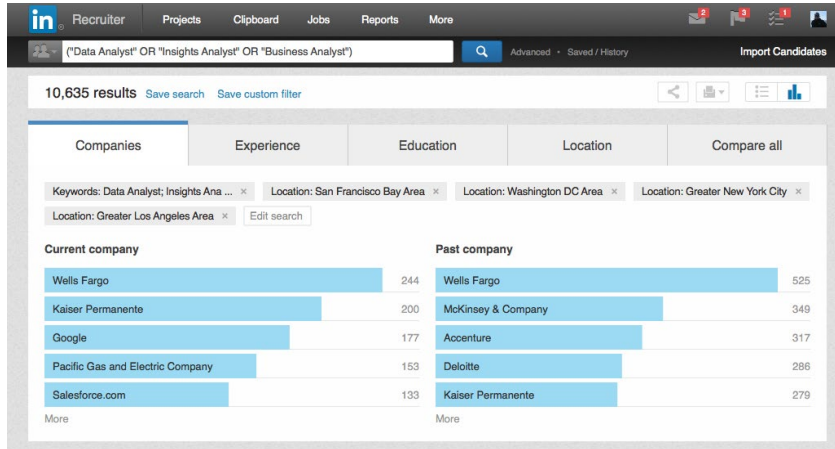 in Recruiter Projects Clipboard Jobs Reports More 2 3 1
("Data Analyst" OR "Insights Analyst" OR "Business Analyst") Advanced • Saved / History Import Candidates
10,635 results Save search Save custom filter
Companies Experience Education Location Compare all
Keywords: Data Analyst; Insights Ana ... × Location: San Francisco Bay Area × Location: Washington DC Area × Location: Greater New York City ×
Location: Greater Los Angeles Area × Edit search
Current company
Wells Fargo 244
Kaiser Permanente 200
Google 177
Pacific Gas and Electric Company 153
Salesforce.com 133
More
Past company
Wells Fargo 525
McKinsey & Company 349
Accenture 317
Deloitte 286
Kaiser Permanente 279
More